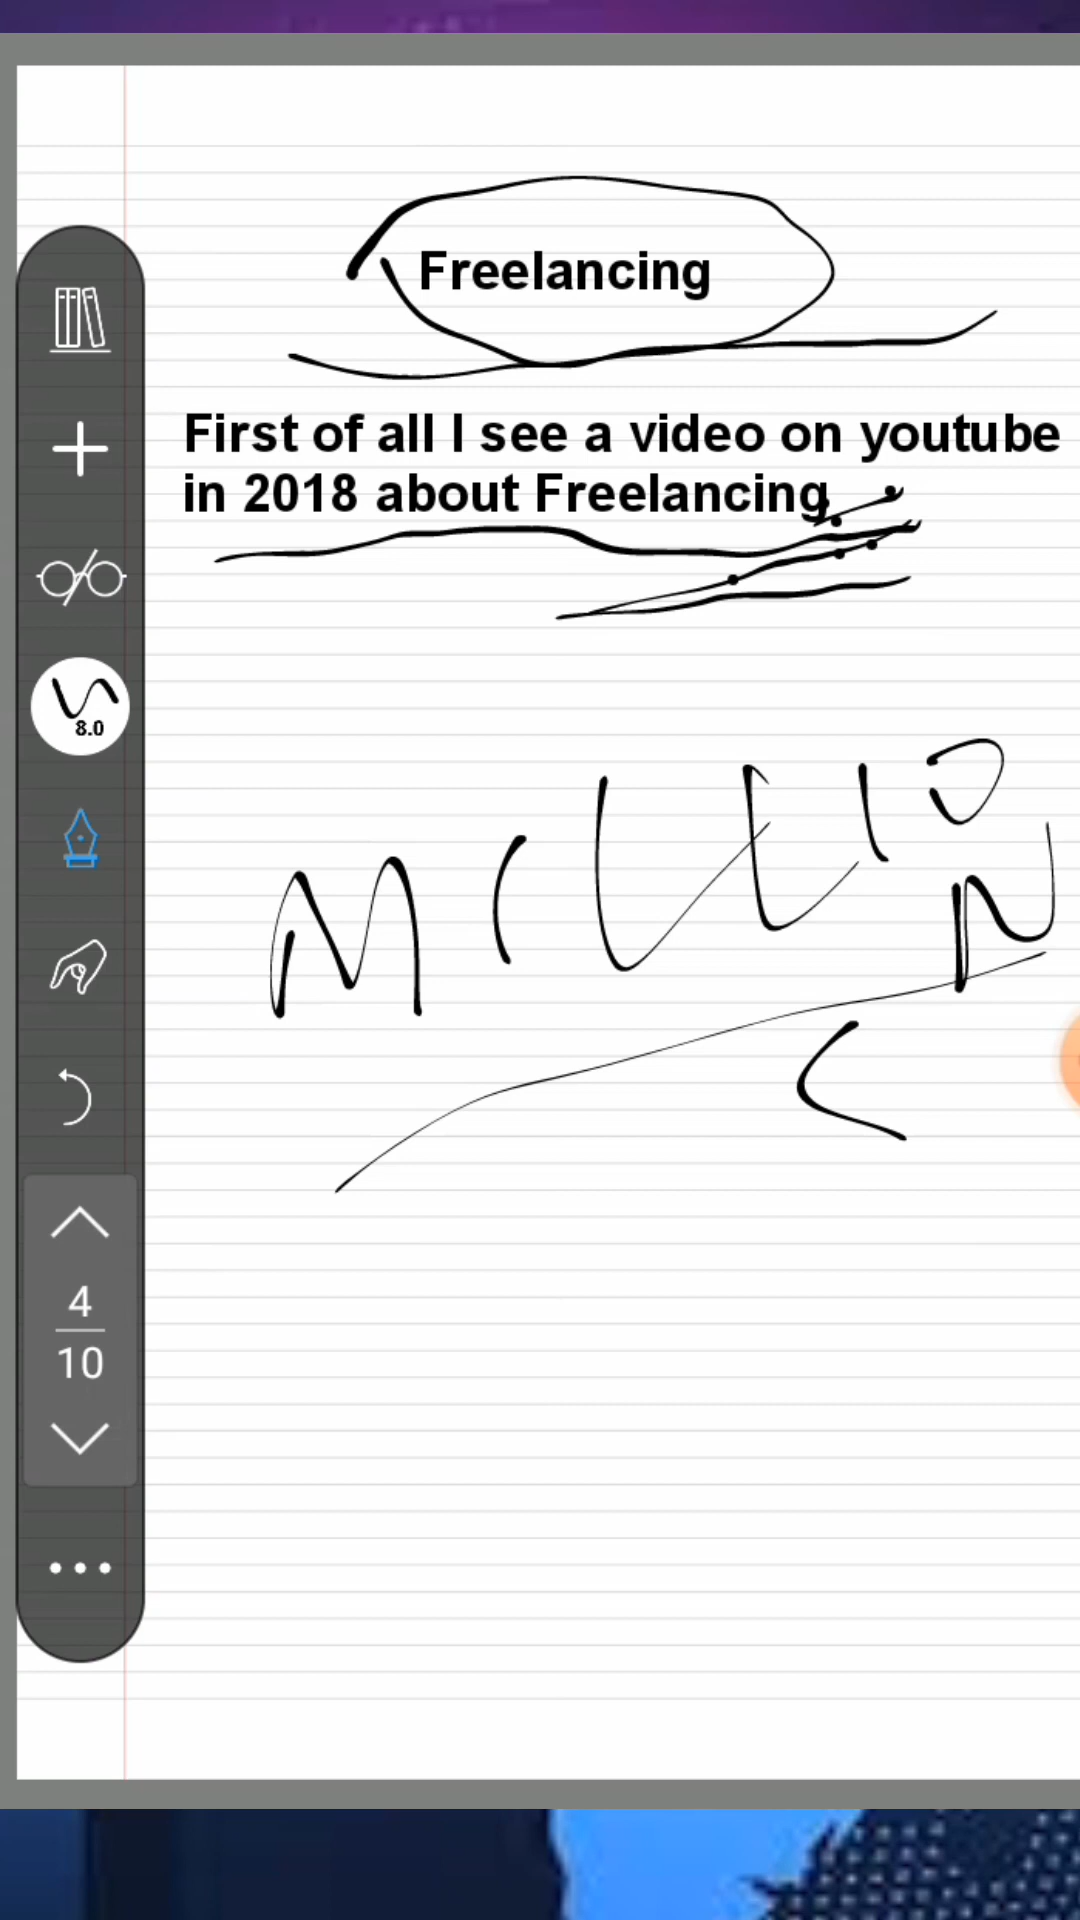 Freelancing
First of all I see a video on youtube
in 2018 about Freelancing
8.0
MILLION
4
10